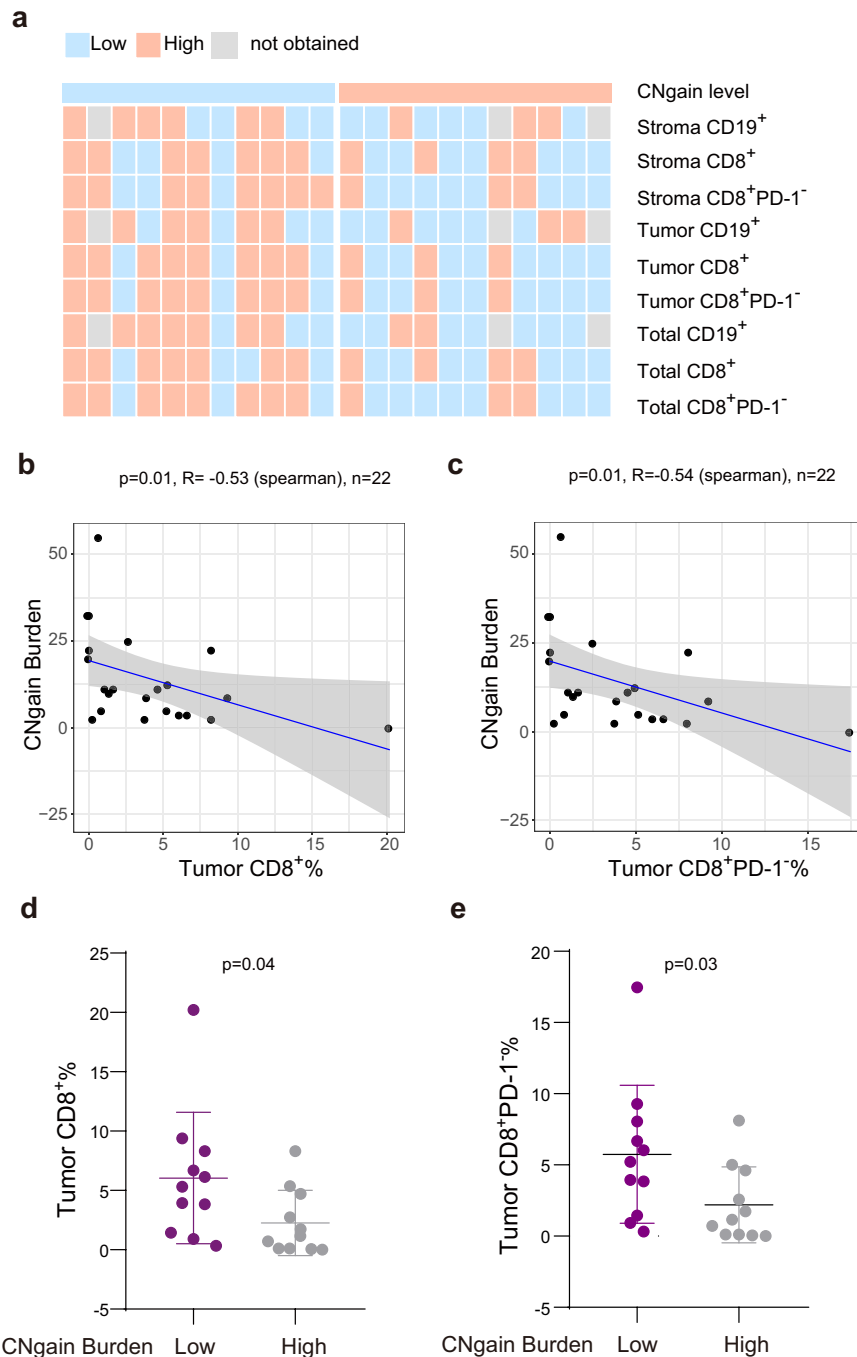 a
Low High not obtained
CNgain level
Stroma CD19⁺
Stroma CD8⁺
Stroma CD8⁺PD-1⁻
Tumor CD19⁺
Tumor CD8⁺
Tumor CD8⁺PD-1⁻
Total CD19⁺
Total CD8⁺
Total CD8⁺PD-1⁻
b
p=0.01, R= -0.53 (spearman), n=22
CNgain Burden
50
25
0
−25
0 5 10 15 20
Tumor CD8⁺%
c
p=0.01, R=-0.54 (spearman), n=22
CNgain Burden
50
25
0
−25
0 5 10 15
Tumor CD8⁺PD-1⁻%
d
p=0.04
Tumor CD8⁺%
25
20
15
10
5
0
-5
CNgain Burden Low High
e
p=0.03
Tumor CD8⁺PD-1⁻%
20
15
10
5
0
-5
CNgain Burden Low High